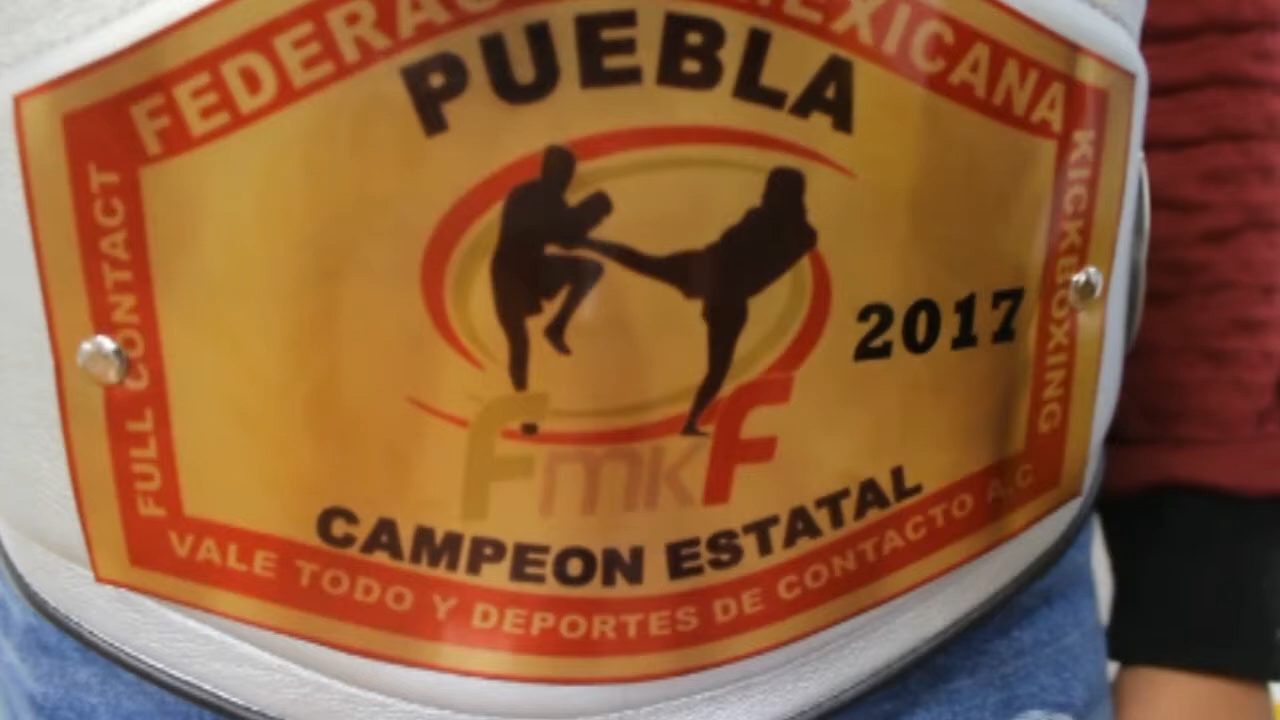 MEXICANA
PUEBLA
FULL CONTACT
KICKBOXING
2017
FmKF
CAMPEON ESTATAL
VALE TODO Y DEPORTES DE CONTACTO A.C